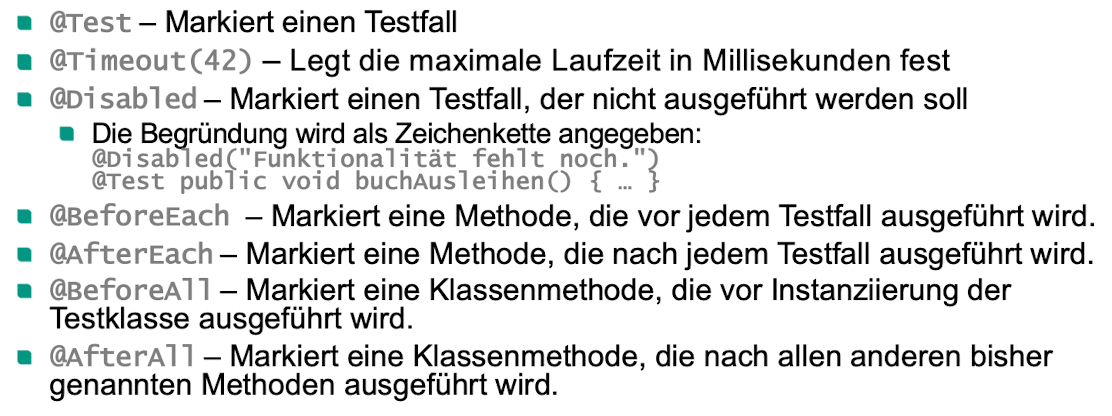 @Test – Markiert einen Testfall
@Timeout(42) – Legt die maximale Laufzeit in Millisekunden fest
@Disabled – Markiert einen Testfall, der nicht ausgeführt werden soll
Die Begründung wird als Zeichenkette angegeben:
@Disabled("Funktionalität fehlt noch.")
@Test public void buchAusleihen() { … }
@BeforeEach – Markiert eine Methode, die vor jedem Testfall ausgeführt wird.
@AfterEach – Markiert eine Methode, die nach jedem Testfall ausgeführt wird.
@BeforeAll – Markiert eine Klassenmethode, die vor Instanziierung der
Testklasse ausgeführt wird.
@AfterAll – Markiert eine Klassenmethode, die nach allen anderen bisher
genannten Methoden ausgeführt wird.